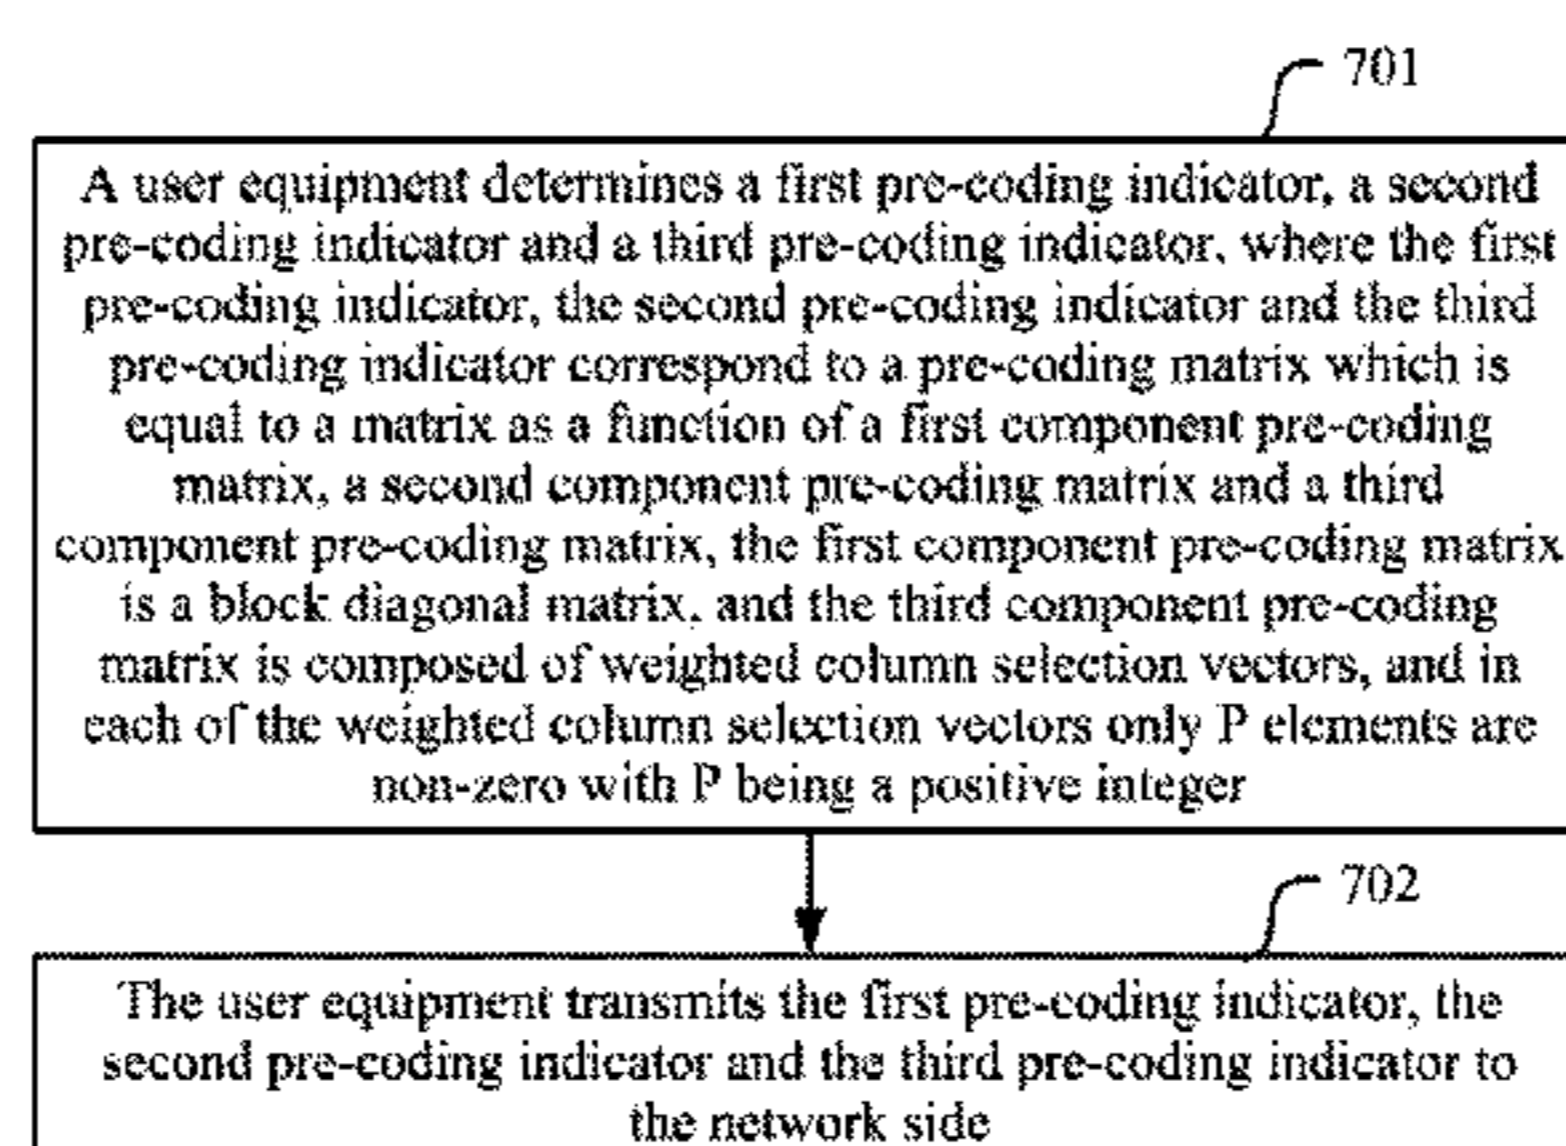 701
A user equipment determines a first pre-coding indicator, a second
pre-coding indicator and a third pre-coding indicator, where the first
pre-coding indicator, the second pre-coding indicator and the third
pre-coding indicator correspond to a pre-coding matrix which is
equal to a matrix as a function of a first component pre-coding
matrix, a second component pre-coding matrix and a third
component pre-coding matrix, the first component pre-coding matrix
is a block diagonal matrix, and the third component pre-coding
matrix is composed of weighted column selection vectors, and in
each of the weighted column selection vectors only P elements are
non-zero with P being a positive integer
702
The user equipment transmits the first pre-coding indicator, the
second pre-coding indicator and the third pre-coding indicator to
the network side